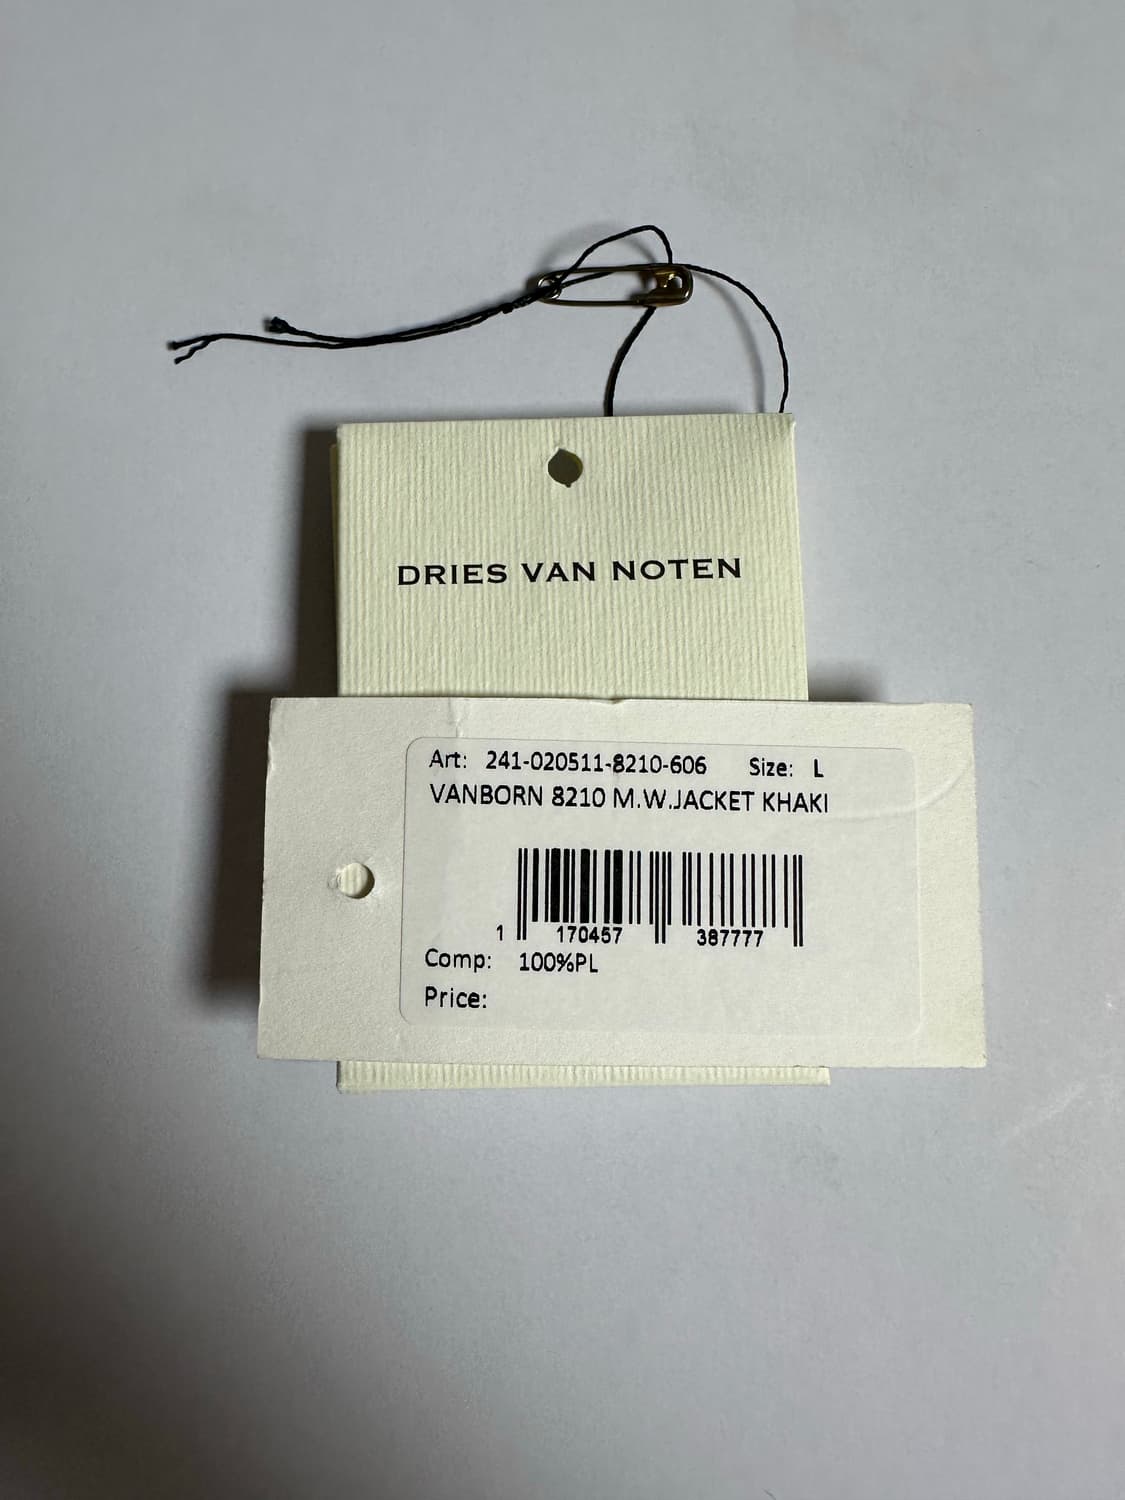 DRIES VAN NOTEN
Art: 241-020511-8210-606 Size: L
VANBORN 8210 M.W.JACKET KHAKI
1 170457 387777
Comp: 100%PL
Price: